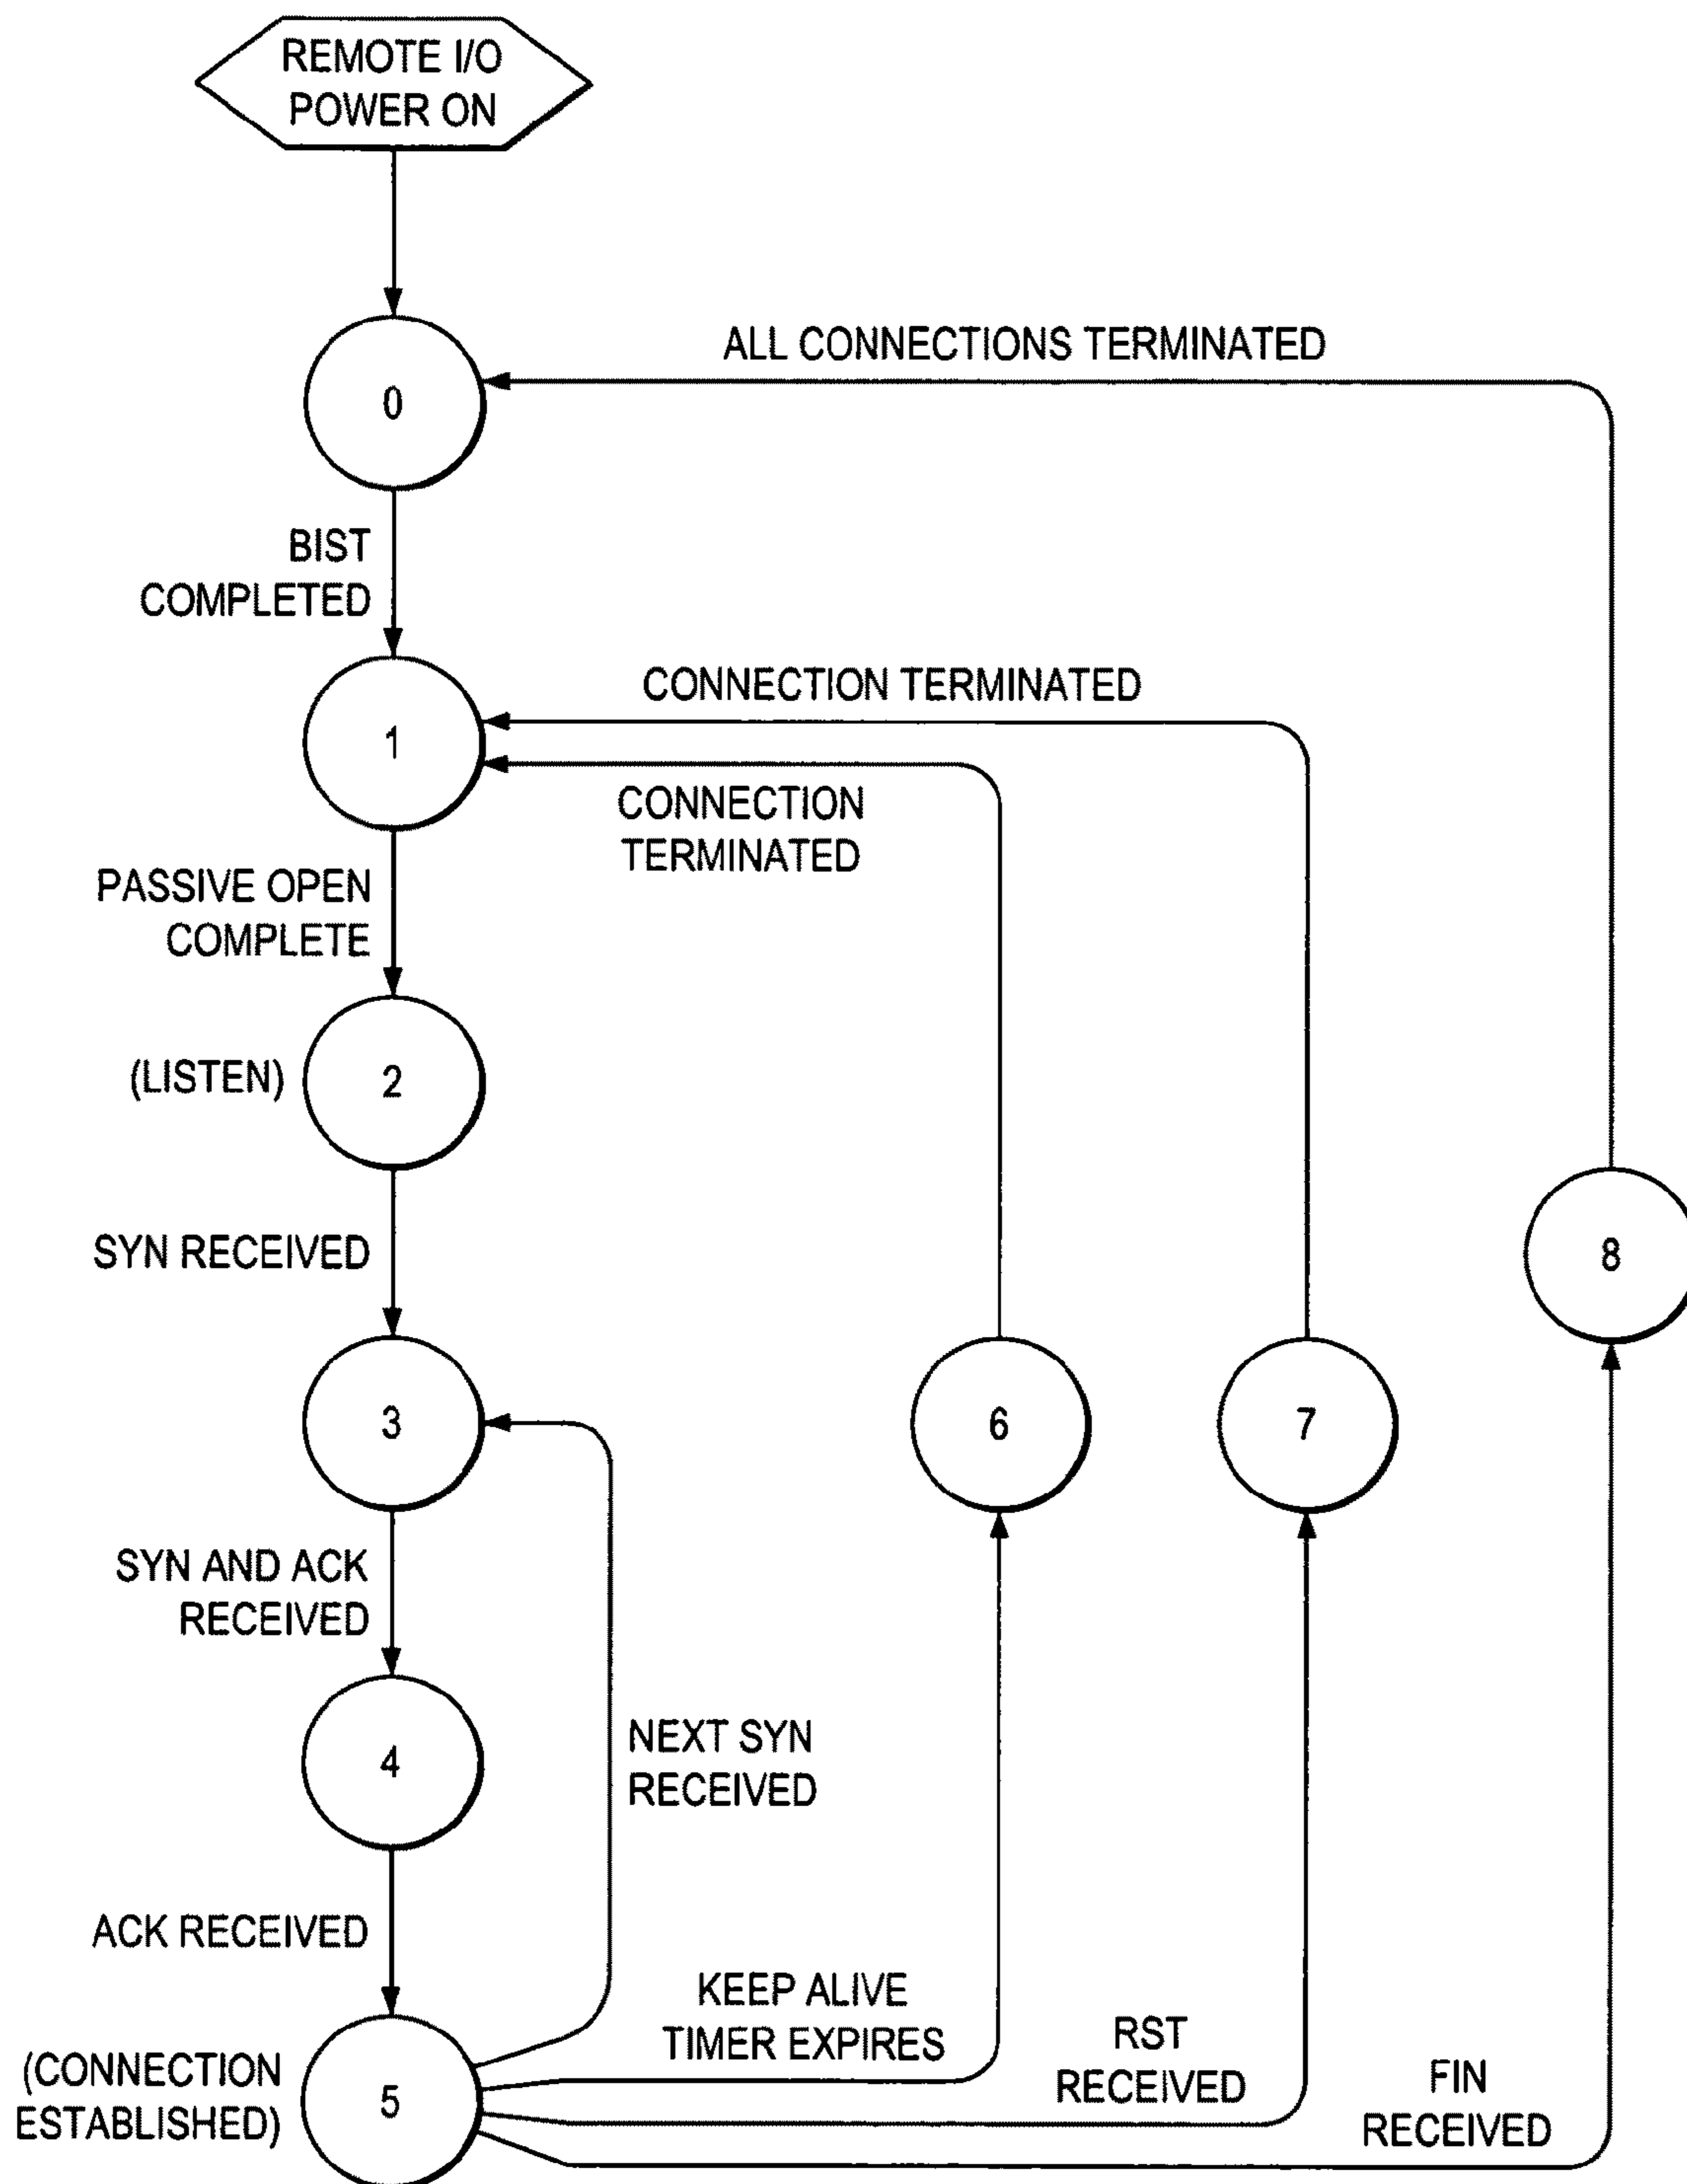 REMOTE I/O
POWER ON
ALL CONNECTIONS TERMINATED
0
BIST
COMPLETED
CONNECTION TERMINATED
1
CONNECTION
TERMINATED
PASSIVE OPEN
COMPLETE
(LISTEN)
2
SYN RECEIVED
8
3
6
7
SYN AND ACK
RECEIVED
4
NEXT SYN
RECEIVED
ACK RECEIVED
KEEP ALIVE
TIMER EXPIRES
RST
RECEIVED
(CONNECTION
ESTABLISHED)
5
FIN
RECEIVED